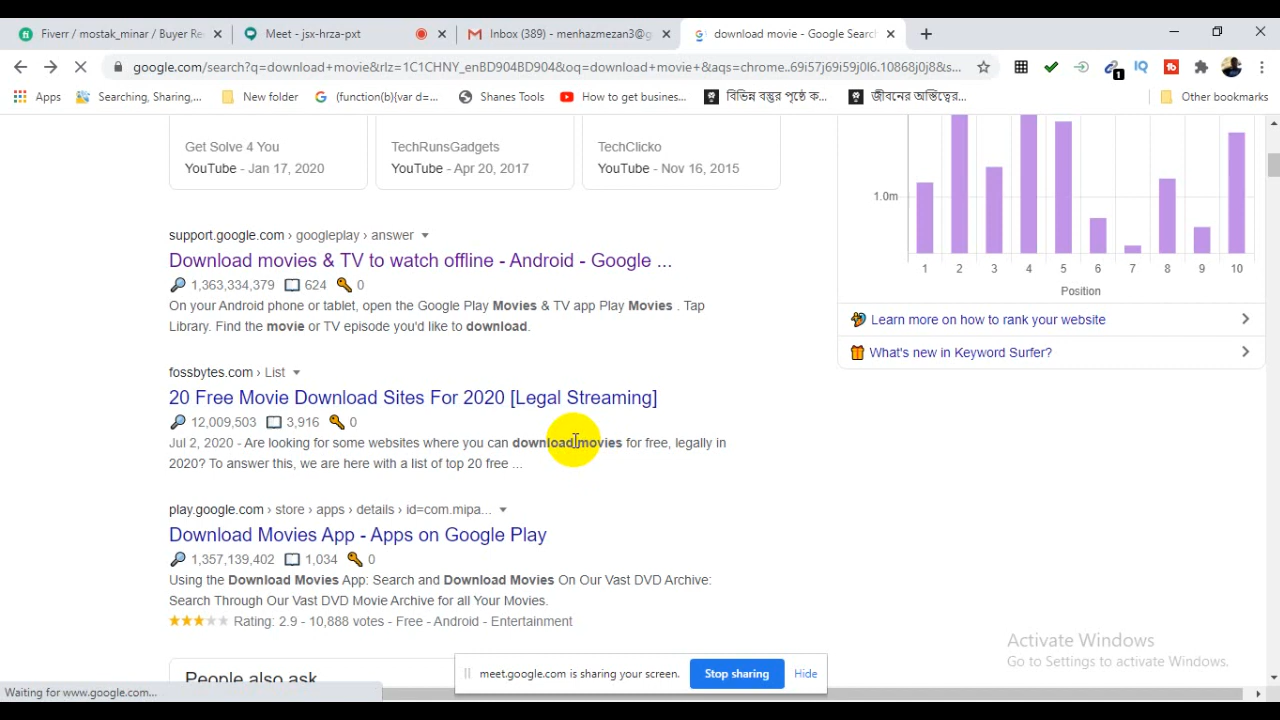 Fiverr / mostak_minar / Buyer Re
Meet - jsx-hrza-pxt
Inbox (389) - menhazmezan3@g
download movie - Google Search
google.com/search?q=download+movie&rlz=1C1CHNY_enBD904BD904&oq=download+movie+&aqs=chrome..69i57j69i59j0l6.10868j0j8&s...
1
Apps
Searching, Sharing,...
New folder
(function(b){var d=...
Shanes Tools
How to get busines...
বিভিন্ন বস্তুর পৃষ্ঠে ক...
জীবনের অস্তিত্বের...
Other bookmarks
Get Solve 4 You
YouTube - Jan 17, 2020
TechRunsGadgets
YouTube - Apr 20, 2017
TechClicko
YouTube - Nov 16, 2015
support.google.com › googleplay › answer
Download movies & TV to watch offline - Android - Google ...
1,363,334,379 624 0
On your Android phone or tablet, open the Google Play Movies & TV app Play Movies . Tap
Library. Find the movie or TV episode you'd like to download.
fossbytes.com › List
20 Free Movie Download Sites For 2020 [Legal Streaming]
12,009,503 3,916 0
Jul 2, 2020 - Are looking for some websites where you can download movies for free, legally in
2020? To answer this, we are here with a list of top 20 free ...
play.google.com › store › apps › details › id=com.mipa...
Download Movies App - Apps on Google Play
1,357,139,402 1,034 0
Using the Download Movies App: Search and Download Movies On Our Vast DVD Archive:
Search Through Our Vast DVD Movie Archive for all Your Movies.
Rating: 2.9 - 10,888 votes - Free - Android - Entertainment
People also ask
1.0m
1 2 3 4 5 6 7 8 9 10
Position
Learn more on how to rank your website
What's new in Keyword Surfer?
Activate Windows
Go to Settings to activate Windows.
meet.google.com is sharing your screen.
Stop sharing
Hide
Waiting for www.google.com...